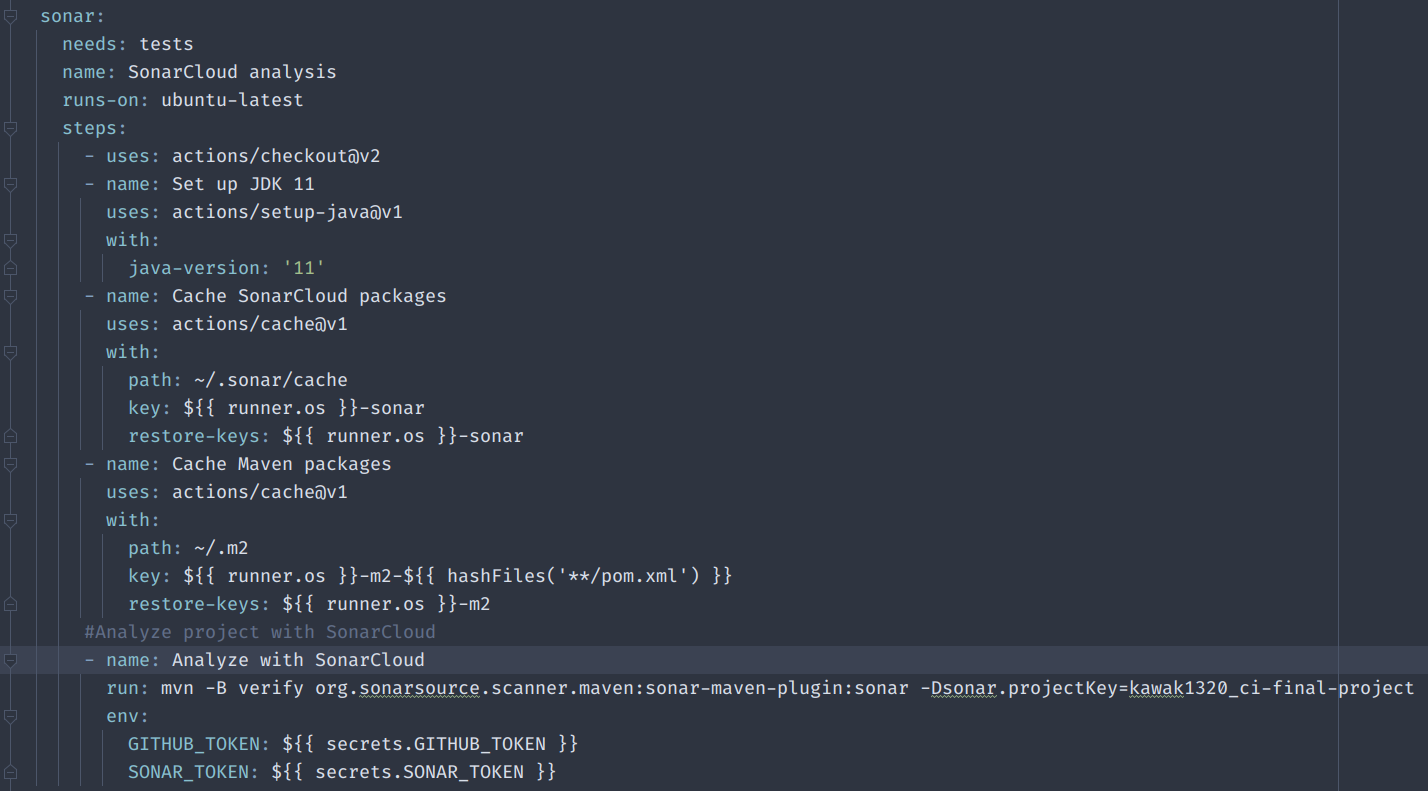 sonar:
needs: tests
name: SonarCloud analysis
runs-on: ubuntu-latest
steps:
- uses: actions/checkout@v2
- name: Set up JDK 11
uses: actions/setup-java@v1
with:
java-version: '11'
- name: Cache SonarCloud packages
uses: actions/cache@v1
with:
path: ~/.sonar/cache
key: ${{ runner.os }}-sonar
restore-keys: ${{ runner.os }}-sonar
- name: Cache Maven packages
uses: actions/cache@v1
with:
path: ~/.m2
key: ${{ runner.os }}-m2-${{ hashFiles('**/pom.xml') }}
restore-keys: ${{ runner.os }}-m2
#Analyze project with SonarCloud
- name: Analyze with SonarCloud
run: mvn -B verify org.sonarsource.scanner.maven:sonar-maven-plugin:sonar -Dsonar.projectKey=kawak1320_ci-final-project
env:
GITHUB_TOKEN: ${{ secrets.GITHUB_TOKEN }}
SONAR_TOKEN: ${{ secrets.SONAR_TOKEN }}